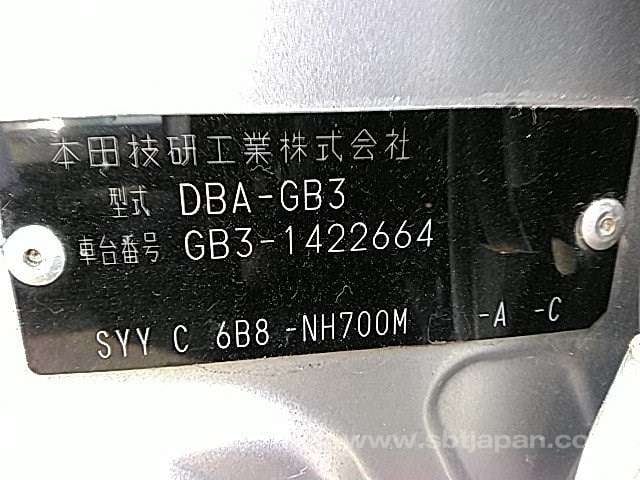 本田技研工業株式会社
型式 DBA-GB3
車台番号 GB3-1422664
SYY C 6B8 -NH700M -A -C
www.sbtjapan.co